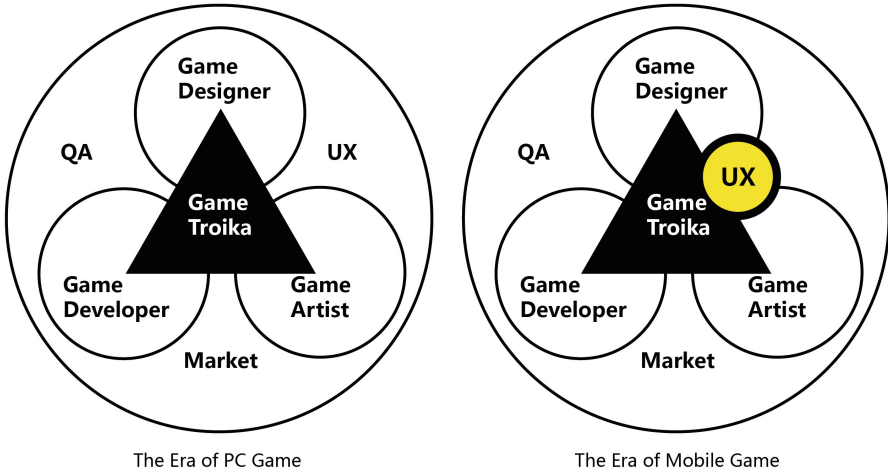 Game
Designer
QA
UX
Game
Troika
Game
Developer
Game
Artist
Market
The Era of PC Game
Game
Designer
QA
UX
Game
Troika
Game
Developer
Game
Artist
Market
The Era of Mobile Game